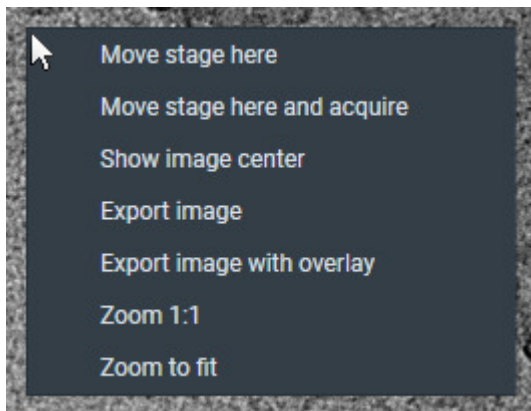 Move stage here
Move stage here and acquire
Show image center
Export image
Export image with overlay
Zoom 1:1
Zoom to fit